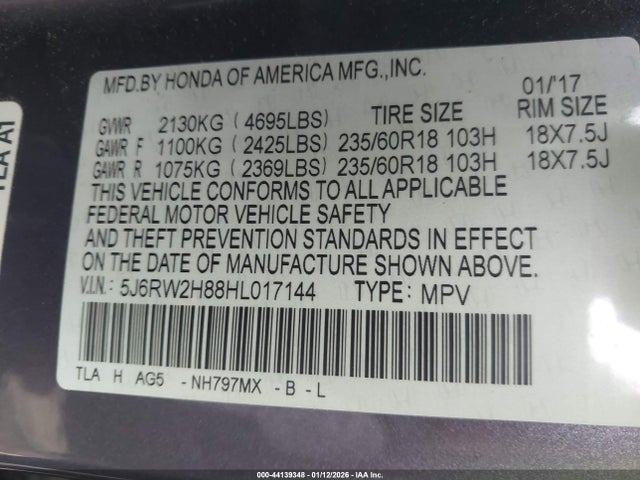 MFD.BY HONDA OF AMERICA MFG.,INC.
01/'17
GVWR 2130KG (4695LBS) TIRE SIZE RIM SIZE
GAWR F 1100KG (2425LBS) 235/60R18 103H 18X7.5J
GAWR R 1075KG (2369LBS) 235/60R18 103H 18X7.5J
THIS VEHICLE CONFORMS TO ALL APPLICABLE
FEDERAL MOTOR VEHICLE SAFETY
AND THEFT PREVENTION STANDARDS IN EFFECT
ON THE DATE OF MANUFACTURE SHOWN ABOVE.
V.I.N.: 5J6RW2H88HL017144 TYPE: MPV
TLA H AG5 -NH797MX -B -L
TLA A1
000-44139348 - 01/12/2026 - IAA Inc.